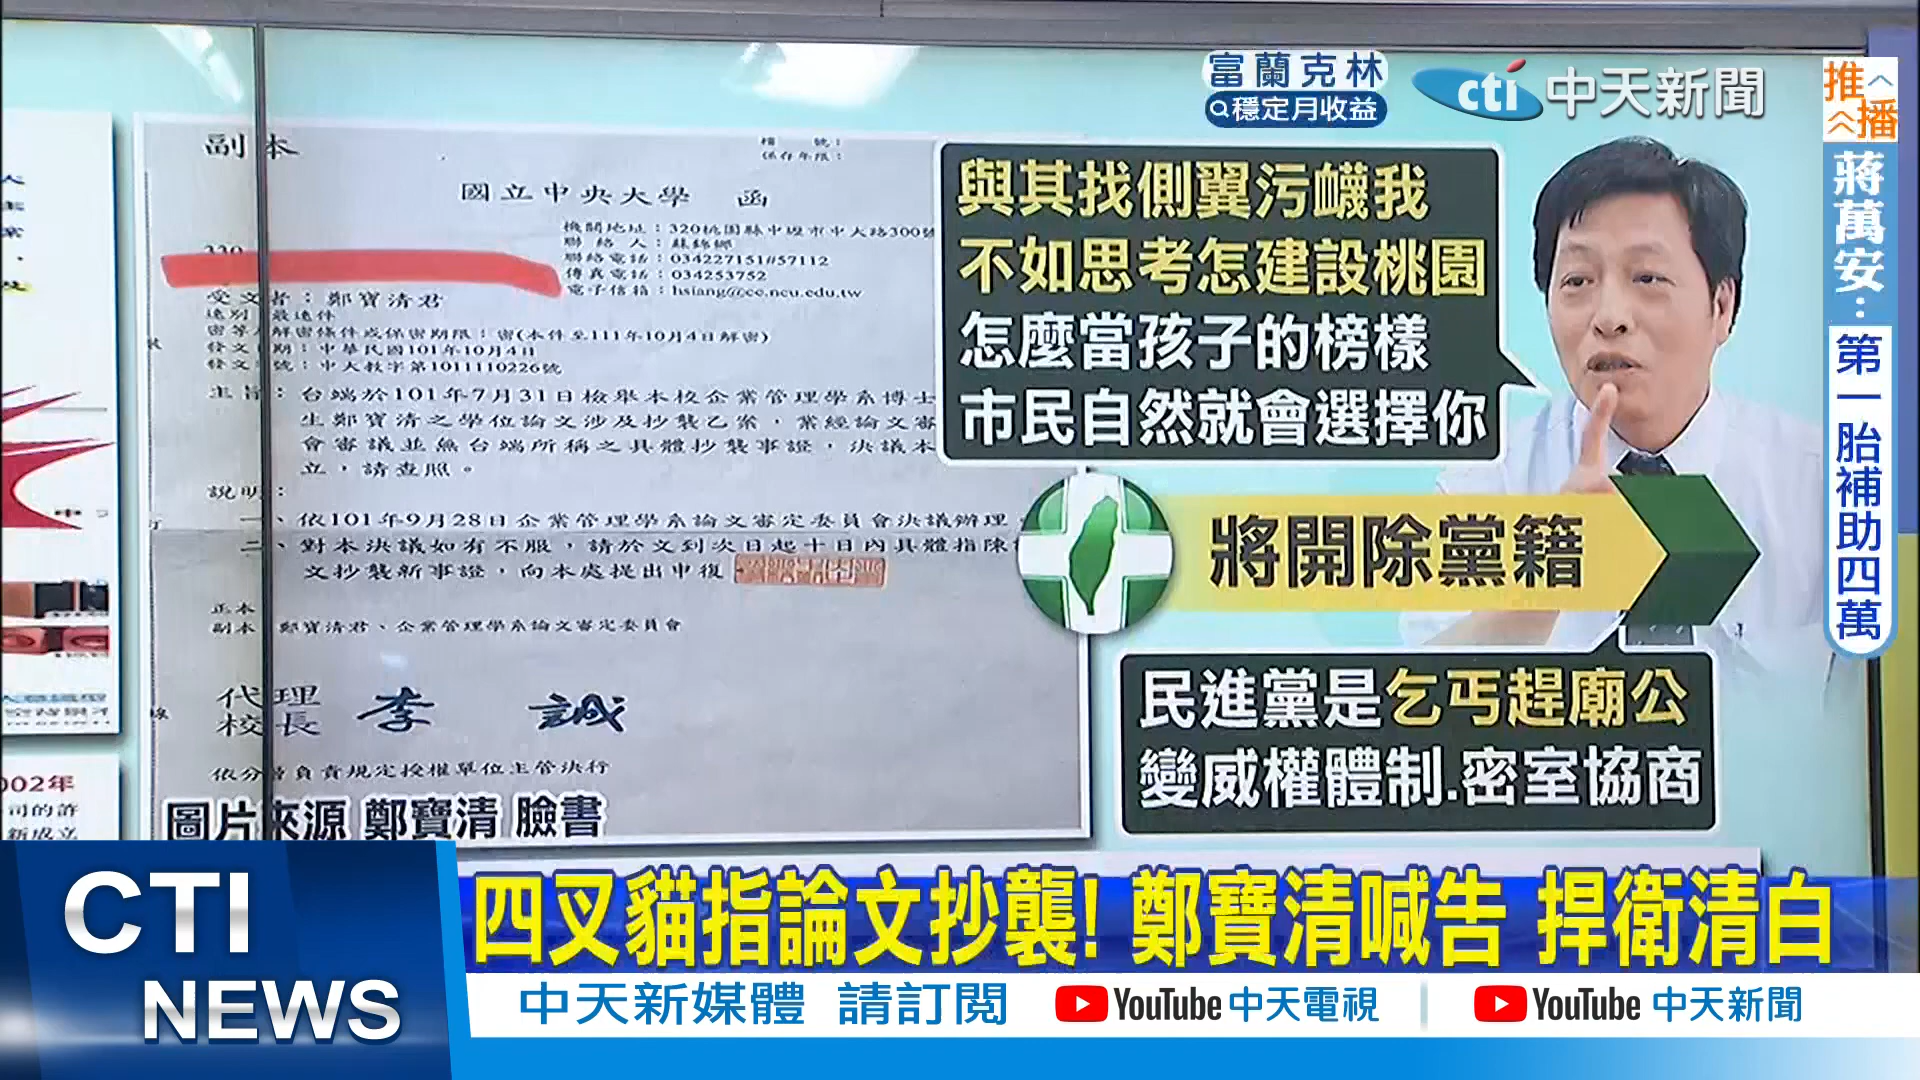 富蘭克林
穩定月收益
cti 中天新聞
推播
蔣萬安：第一胎補助四萬
副本
檔 號：
保存年限：
國立中央大學 函
機關地址：320桃園縣中壢市中大路300號
聯 絡 人：蘇錦娜
聯絡電話：034227151#57112
傳真電話：034253752
電子信箱：hsiang@cc.ncu.edu.tw
受文者：鄭寶清君
速別：最速件
密等及解密條件或保密期限：密(本件至111年10月4日解密)
發文日期：中華民國101年10月4日
發文字號：中大教字第1011110226號
主旨：台端於101年7月31日檢舉本校企業管理學系博士
生鄭寶清之學位論文涉及抄襲乙案，業經論文審
會審議並無台端所稱之具體抄襲事證，決議本
立，請查照。
說明：
一、依101年9月28日企業管理學系論文審定委員會決議辦理
二、對本決議如有不服，請於文到次日起十日內具體指陳
文抄襲新事證，向本處提出申復
正本
副本：鄭寶清君、企業管理學系論文審定委員會
代理
校長 李 誠
依分層負責規定授權單位主管決行
圖片來源 鄭寶清 臉書
002年
司的許
新成立
與其找側翼污衊我
不如思考怎建設桃園
怎麼當孩子的榜樣
市民自然就會選擇你
將開除黨籍
民進黨是乞丐趕廟公
變威權體制.密室協商
CTI NEWS
四叉貓指論文抄襲! 鄭寶清喊告 捍衛清白
中天新媒體 請訂閱 YouTube 中天電視 YouTube 中天新聞